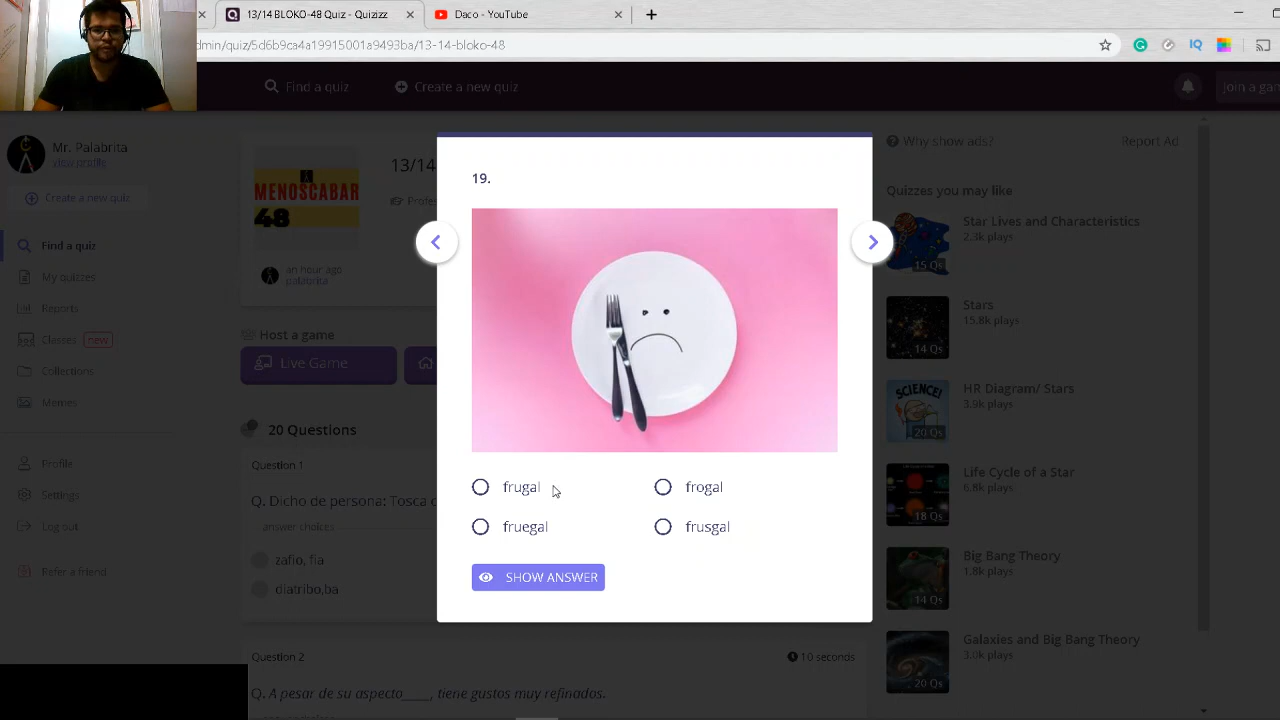 13/14 BLOKO-48 Quiz - Quizizz
Daco - YouTube
dmin/quiz/5d6b9ca4a19915001a9493ba/13-14-bloko-48
Find a quiz
Create a new quiz
Join a gam
Mr. Palabrita
View profile
Create a new quiz
Find a quiz
My quizzes
Reports
Classes new
Collections
Memes
Profile
Settings
Log out
Refer a friend
MENOSCABAR
48
13/14
an hour ago
palabrita
Host a game
Live Game
20 Questions
Question 1
Q. Dicho de persona: Tosca o
answer choices
zafio, fia
diatribo,ba
Question 2
10 seconds
Q. A pesar de su aspecto____, tiene gustos muy refinados.
19.
frugal
frogal
fruegal
frusgal
SHOW ANSWER
Why show ads?
Report Ad
Quizzes you may like
Star Lives and Characteristics
2.3k plays
15 Qs
Stars
15.8k plays
14 Qs
HR Diagram/ Stars
3.9k plays
SCIENCE!
20 Qs
Life Cycle of a Star
6.8k plays
18 Qs
Big Bang Theory
1.8k plays
14 Qs
Galaxies and Big Bang Theory
3.0k plays
20 Qs